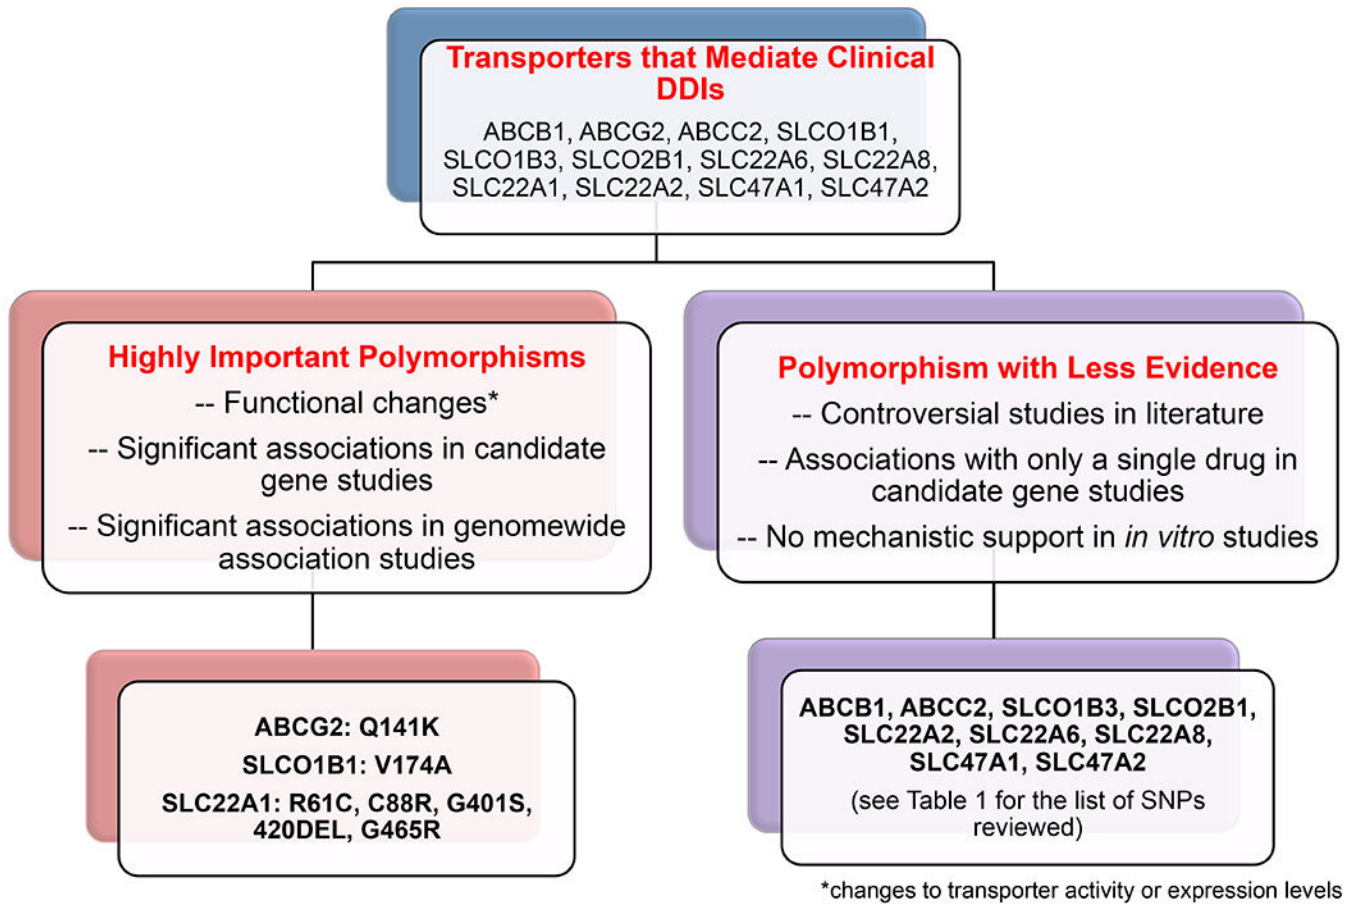 Transporters that Mediate Clinical
DDIs
ABCB1, ABCG2, ABCC2, SLCO1B1,
SLCO1B3, SLCO2B1, SLC22A6, SLC22A8,
SLC22A1, SLC22A2, SLC47A1, SLC47A2
Highly Important Polymorphisms
-- Functional changes*
-- Significant associations in candidate
gene studies
-- Significant associations in genomewide
association studies
Polymorphism with Less Evidence
-- Controversial studies in literature
-- Associations with only a single drug in
candidate gene studies
-- No mechanistic support in in vitro studies
ABCG2: Q141K
SLCO1B1: V174A
SLC22A1: R61C, C88R, G401S,
420DEL, G465R
ABCB1, ABCC2, SLCO1B3, SLCO2B1,
SLC22A2, SLC22A6, SLC22A8,
SLC47A1, SLC47A2
(see Table 1 for the list of SNPs
reviewed)
*changes to transporter activity or expression levels